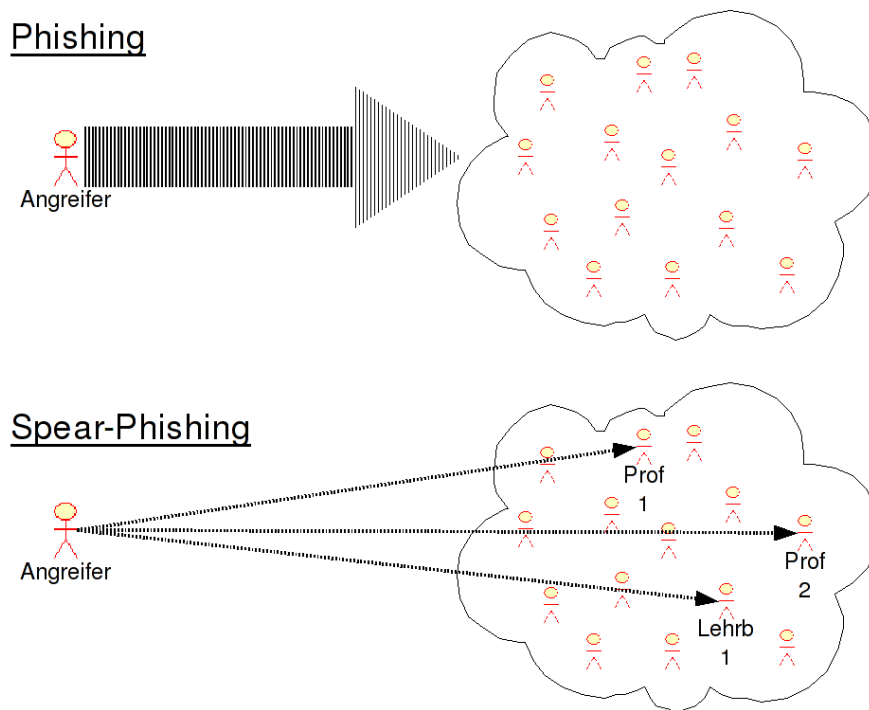 Phishing
Angreifer
Spear-Phishing
Prof
1
Angreifer
Prof
2
Lehrb
1